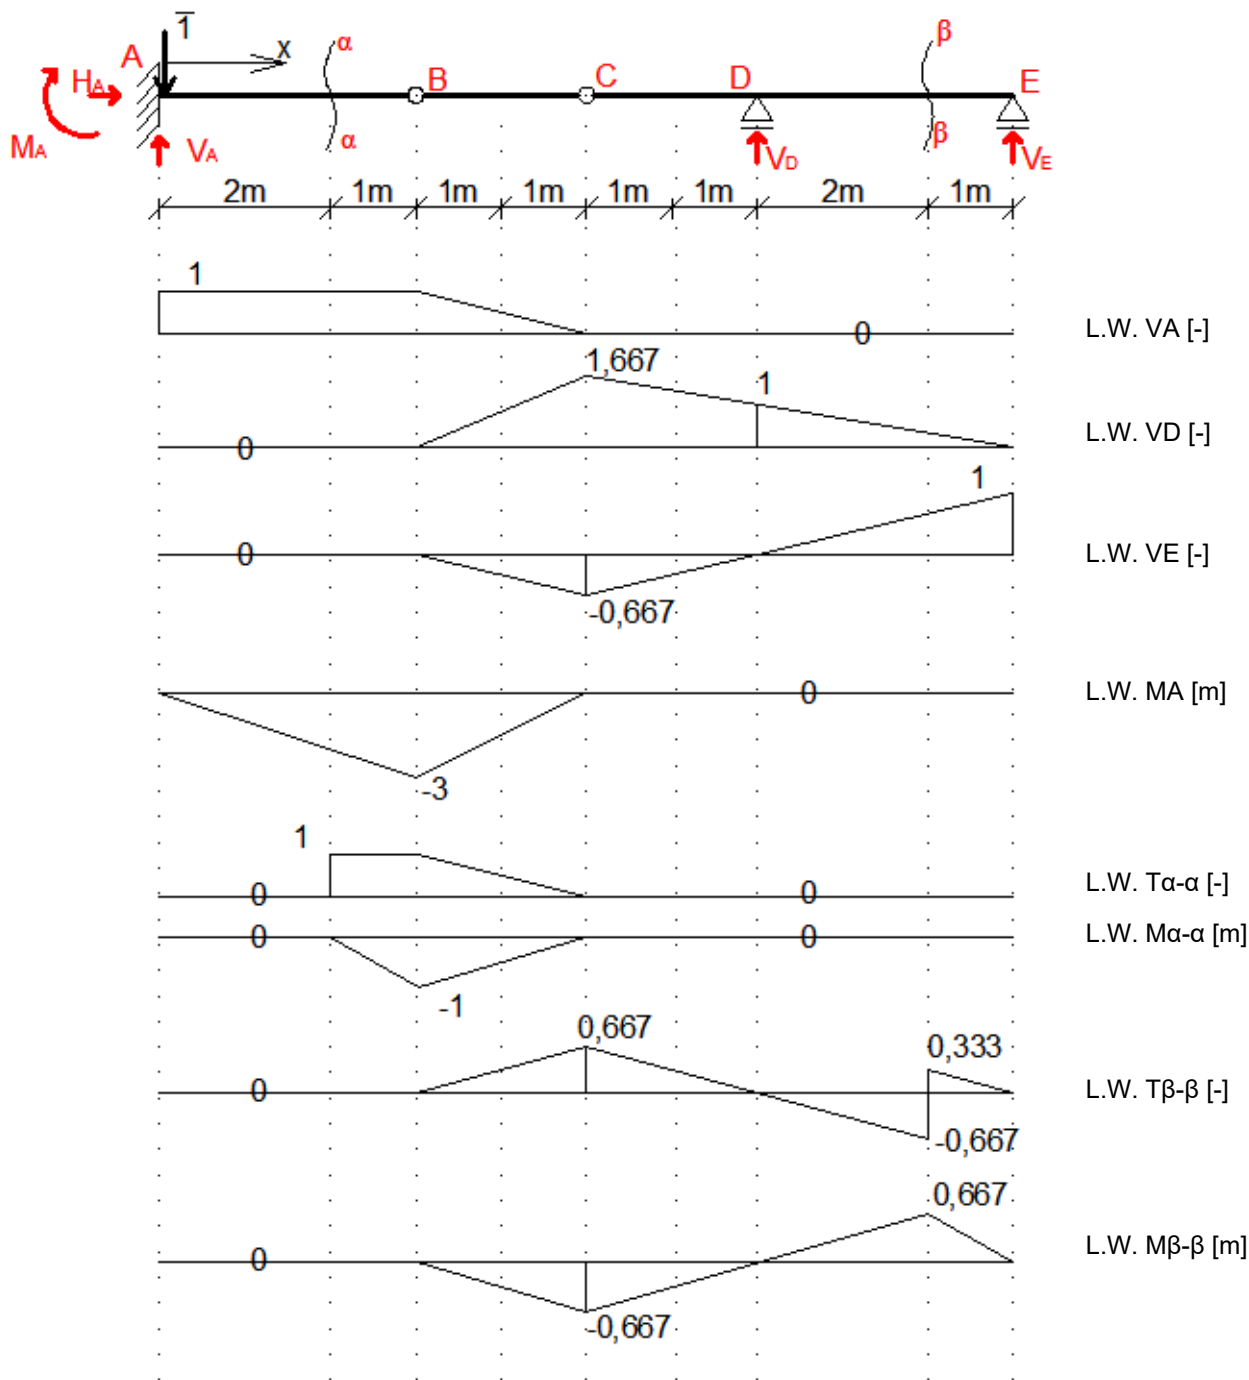 1
A x α B C D β E
HA
MA VA α β VD VE
2m 1m 1m 1m 1m 1m 2m 1m
1 0 L.W. VA [-]
1,667 1 0 L.W. VD [-]
1 0 -0,667 L.W. VE [-]
0 -3 L.W. MA [m]
1 0 0 L.W. Tα-α [-]
0 0 -1 L.W. Mα-α [m]
0,667 0,333 0 -0,667 L.W. Tβ-β [-]
0,667 0 -0,667 L.W. Mβ-β [m]